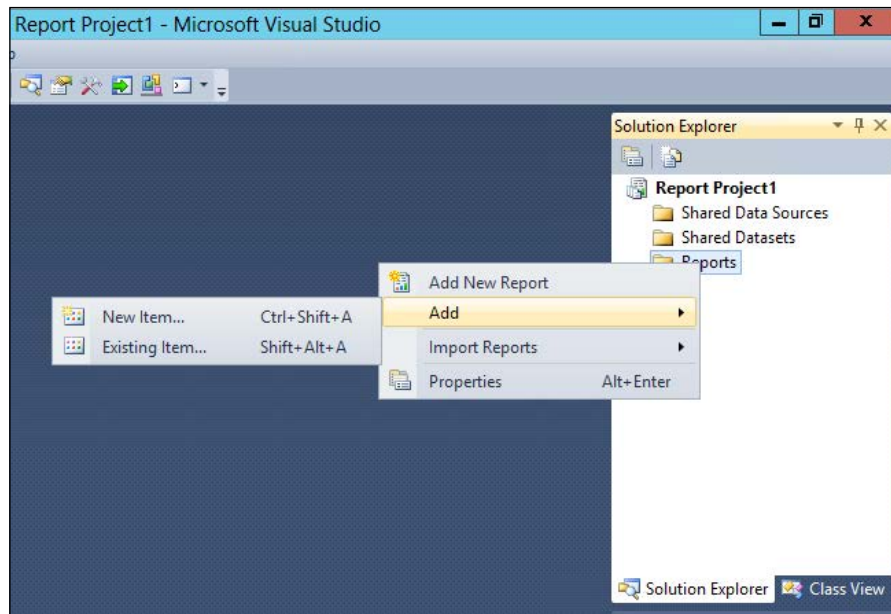 Report Project1 - Microsoft Visual Studio
Solution Explorer
Report Project1
Shared Data Sources
Shared Datasets
Reports
Add New Report
Add
New Item... Ctrl+Shift+A
Existing Item... Shift+Alt+A
Import Reports
Properties Alt+Enter
Solution Explorer Class View